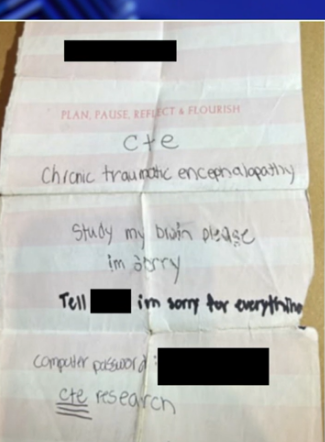 PLAN, PAUSE, REFLECT & FLOURISH
cte
Chronic traumatic encephalopathy
Study my brain please
im sorry
Tell im sorry for everything
computer password:
cte research